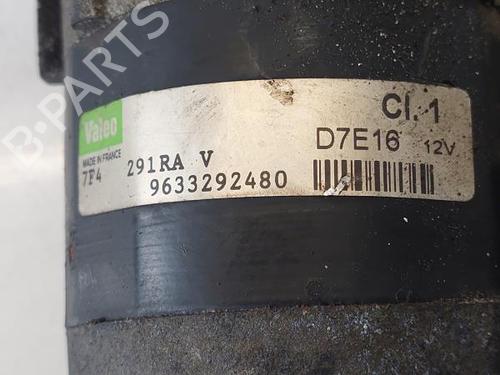 B-PARTS
Valeo
Cl.1
MADE IN FRANCE
D7E16 12V
7F4 291RA V
9633292480